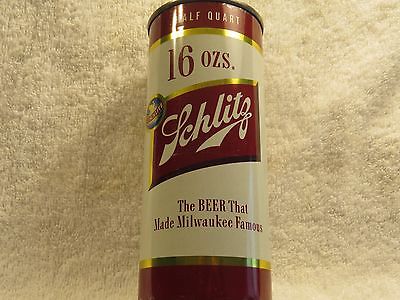 HALF QUART
16 OZS.
Schlitz
The BEER That
Made Milwaukee Famous